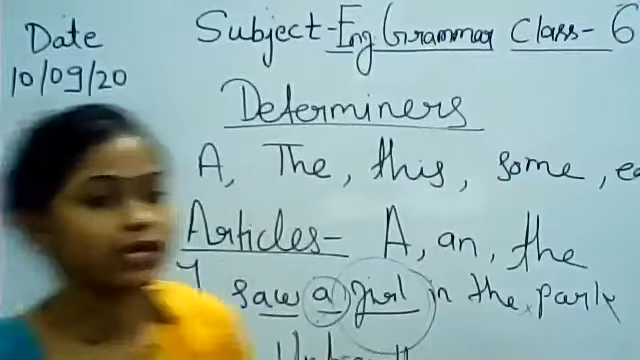 Date
10/09/20
Subject - Eng Grammar Class - 6
Determiners
A, The, this, some,
Articles - A, an, the
I saw a girl in the park